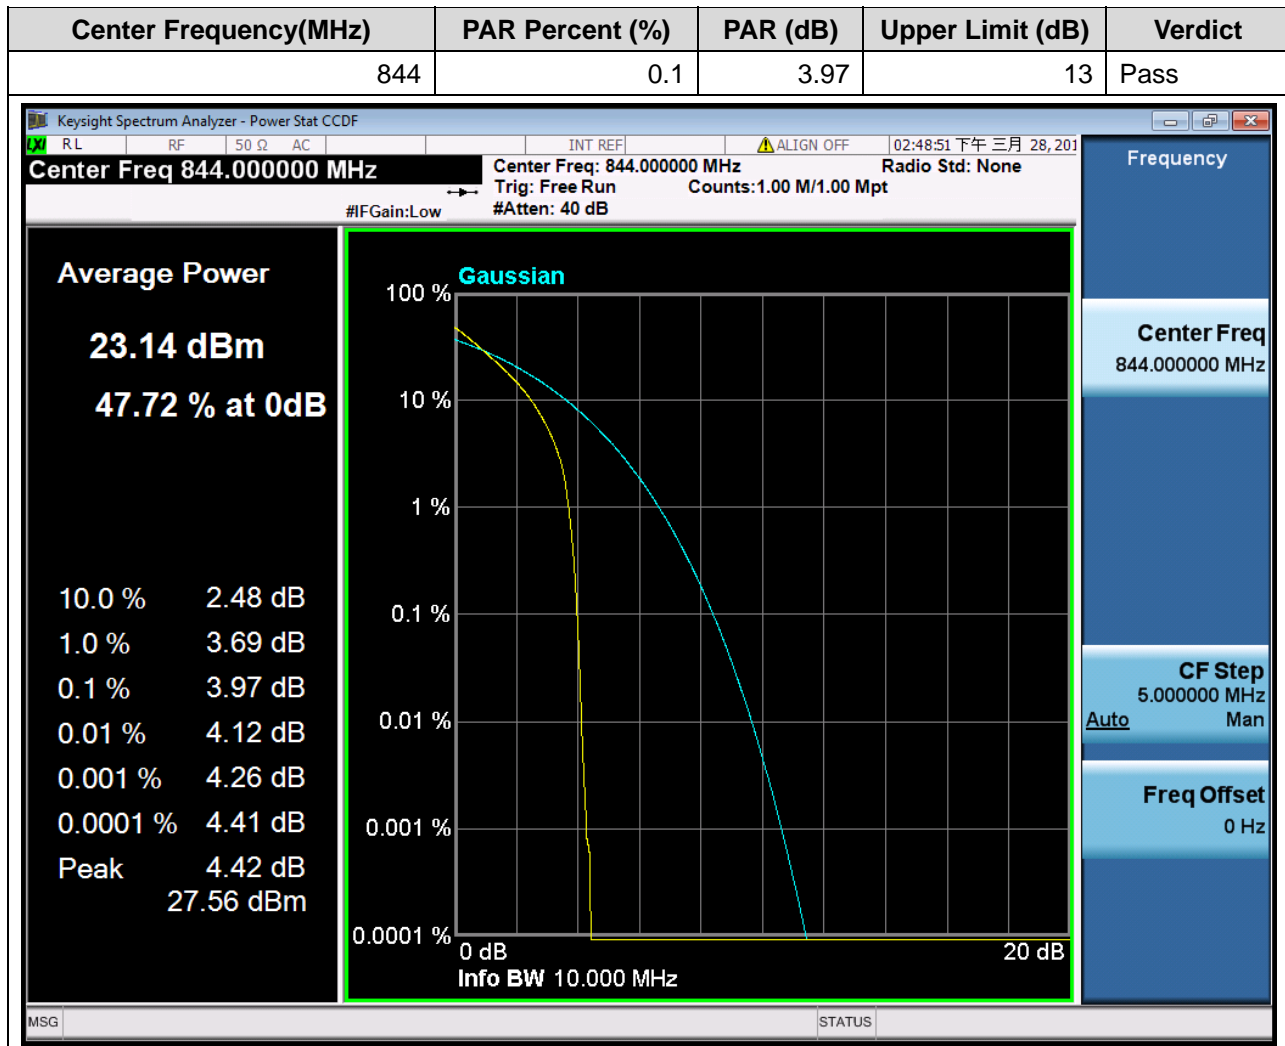 Center Frequency(MHz) PAR Percent (%) PAR (dB) Upper Limit (dB) Verdict
844 0.1 3.97 13 Pass
Keysight Spectrum Analyzer - Power Stat CCDF
LXI RL RF 50 Ω AC INT REF ALIGN OFF 02:48:51 下午 三月 28, 201
Center Freq 844.000000 MHz
Center Freq: 844.000000 MHz Radio Std: None
Trig: Free Run Counts:1.00 M/1.00 Mpt
#IFGain:Low #Atten: 40 dB
Frequency
Average Power
23.14 dBm
47.72 % at 0dB
10.0 % 2.48 dB
1.0 % 3.69 dB
0.1 % 3.97 dB
0.01 % 4.12 dB
0.001 % 4.26 dB
0.0001 % 4.41 dB
Peak 4.42 dB
27.56 dBm
Gaussian
100 %
10 %
1 %
0.1 %
0.01 %
0.001 %
0.0001 %
0 dB 20 dB
Info BW 10.000 MHz
Center Freq
844.000000 MHz
CF Step
5.000000 MHz
Auto Man
Freq Offset
0 Hz
MSG STATUS